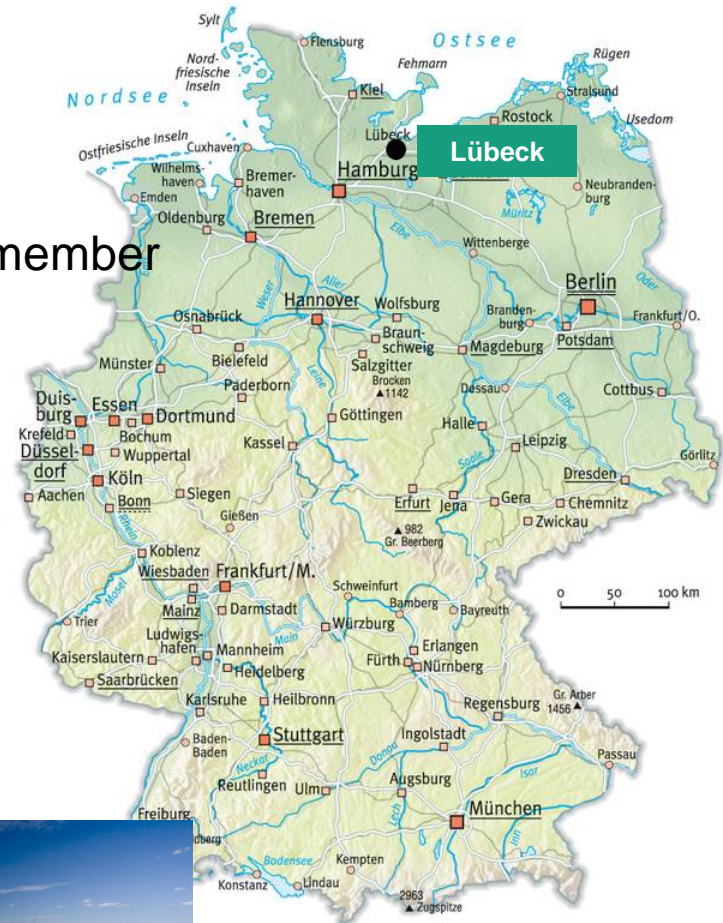 Sylt
Flensburg
Ostsee
Nord-
friesische
Inseln
Fehmarn
Rügen
Nordsee
Kiel
Stralsund
Rostock
Usedom
Ostfriesische Inseln
Cuxhaven
Lübeck
Lübeck
Wilhelms-
haven
Bremer-
haven
Hamburg
Neubranden-
burg
Emden
Oldenburg
Bremen
Müritz
Elbe
Wittenberge
member
Aller
Weser
Hannover
Wolfsburg
Berlin
Oder
Osnabrück
Braun-
schweig
Branden-
burg
Frankfurt/O.
Potsdam
Magdeburg
Münster
Bielefeld
Salzgitter
Leine
Brocken
1142
Paderborn
Dessau
Elbe
Cottbus
Duis-
burg
Essen
Dortmund
Göttingen
Halle
Krefeld
Bochum
Wuppertal
Kassel
Leipzig
Düssel-
dorf
Saale
Görlitz
Köln
Dresden
Aachen
Bonn
Siegen
Erfurt
Jena
Gera
Chemnitz
Zwickau
Rhein
Gießen
982
Gr. Beerberg
Koblenz
Wiesbaden
Frankfurt/M.
Mosel
Schweinfurt
0 50 100 km
Mainz
Darmstadt
Main
Bamberg
Bayreuth
Trier
Würzburg
Ludwigs-
hafen
Mannheim
Erlangen
Kaiserslautern
Heidelberg
Fürth
Nürnberg
Saarbrücken
Karlsruhe
Heilbronn
Regensburg
Gr. Arber
1456
Stuttgart
Baden-
Baden
Ingolstadt
Donau
Neckar
Passau
Isar
Reutlingen
Ulm
Augsburg
Lech
München
Inn
Freiburg
Bodensee
Kempten
Konstanz
Lindau
2963
Zugspitze